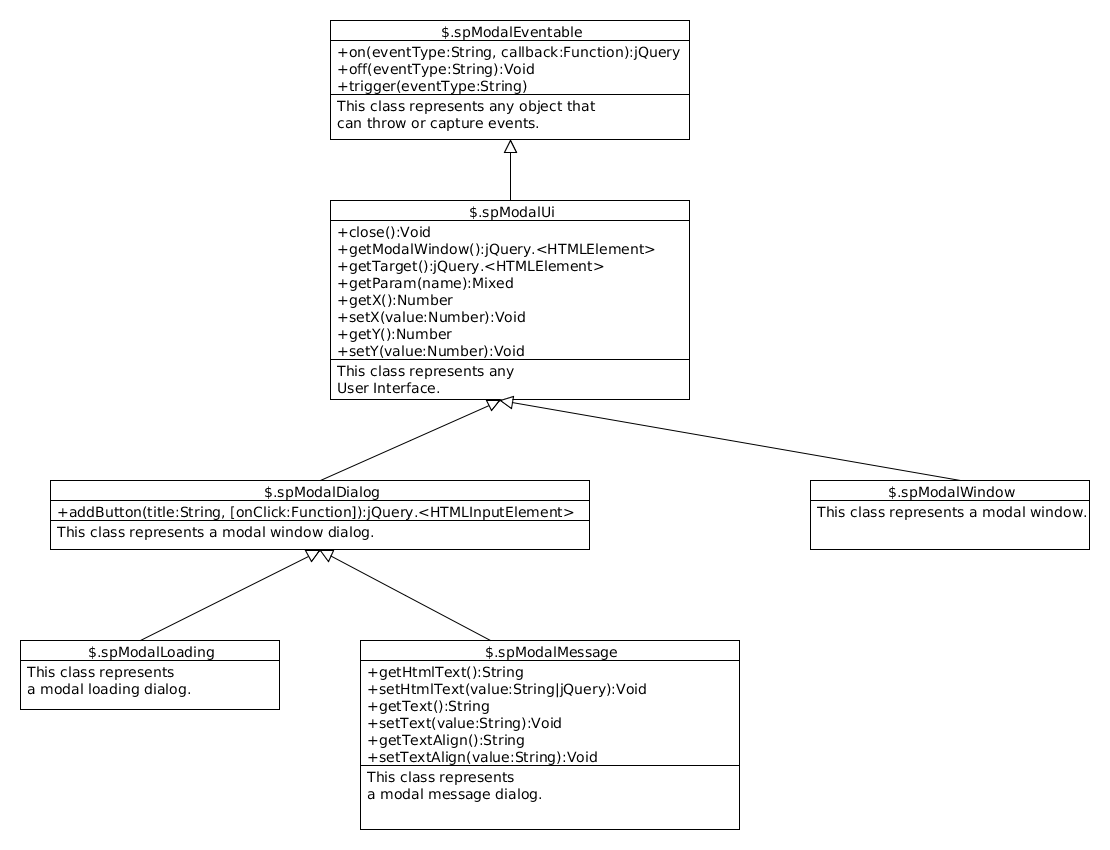 $.spModalEventable
+on(eventType:String, callback:Function):jQuery
+off(eventType:String):Void
+trigger(eventType:String)
This class represents any object that
can throw or capture events.
$.spModalUi
+close():Void
+getModalWindow():jQuery.<HTMLElement>
+getTarget():jQuery.<HTMLElement>
+getParam(name):Mixed
+getX():Number
+setX(value:Number):Void
+getY():Number
+setY(value:Number):Void
This class represents any
User Interface.
$.spModalDialog
+addButton(title:String, [onClick:Function]):jQuery.<HTMLInputElement>
This class represents a modal window dialog.
$.spModalWindow
This class represents a modal window.
$.spModalLoading
This class represents
a modal loading dialog.
$.spModalMessage
+getHtmlText():String
+setHtmlText(value:String|jQuery):Void
+getText():String
+setText(value:String):Void
+getTextAlign():String
+setTextAlign(value:String):Void
This class represents
a modal message dialog.